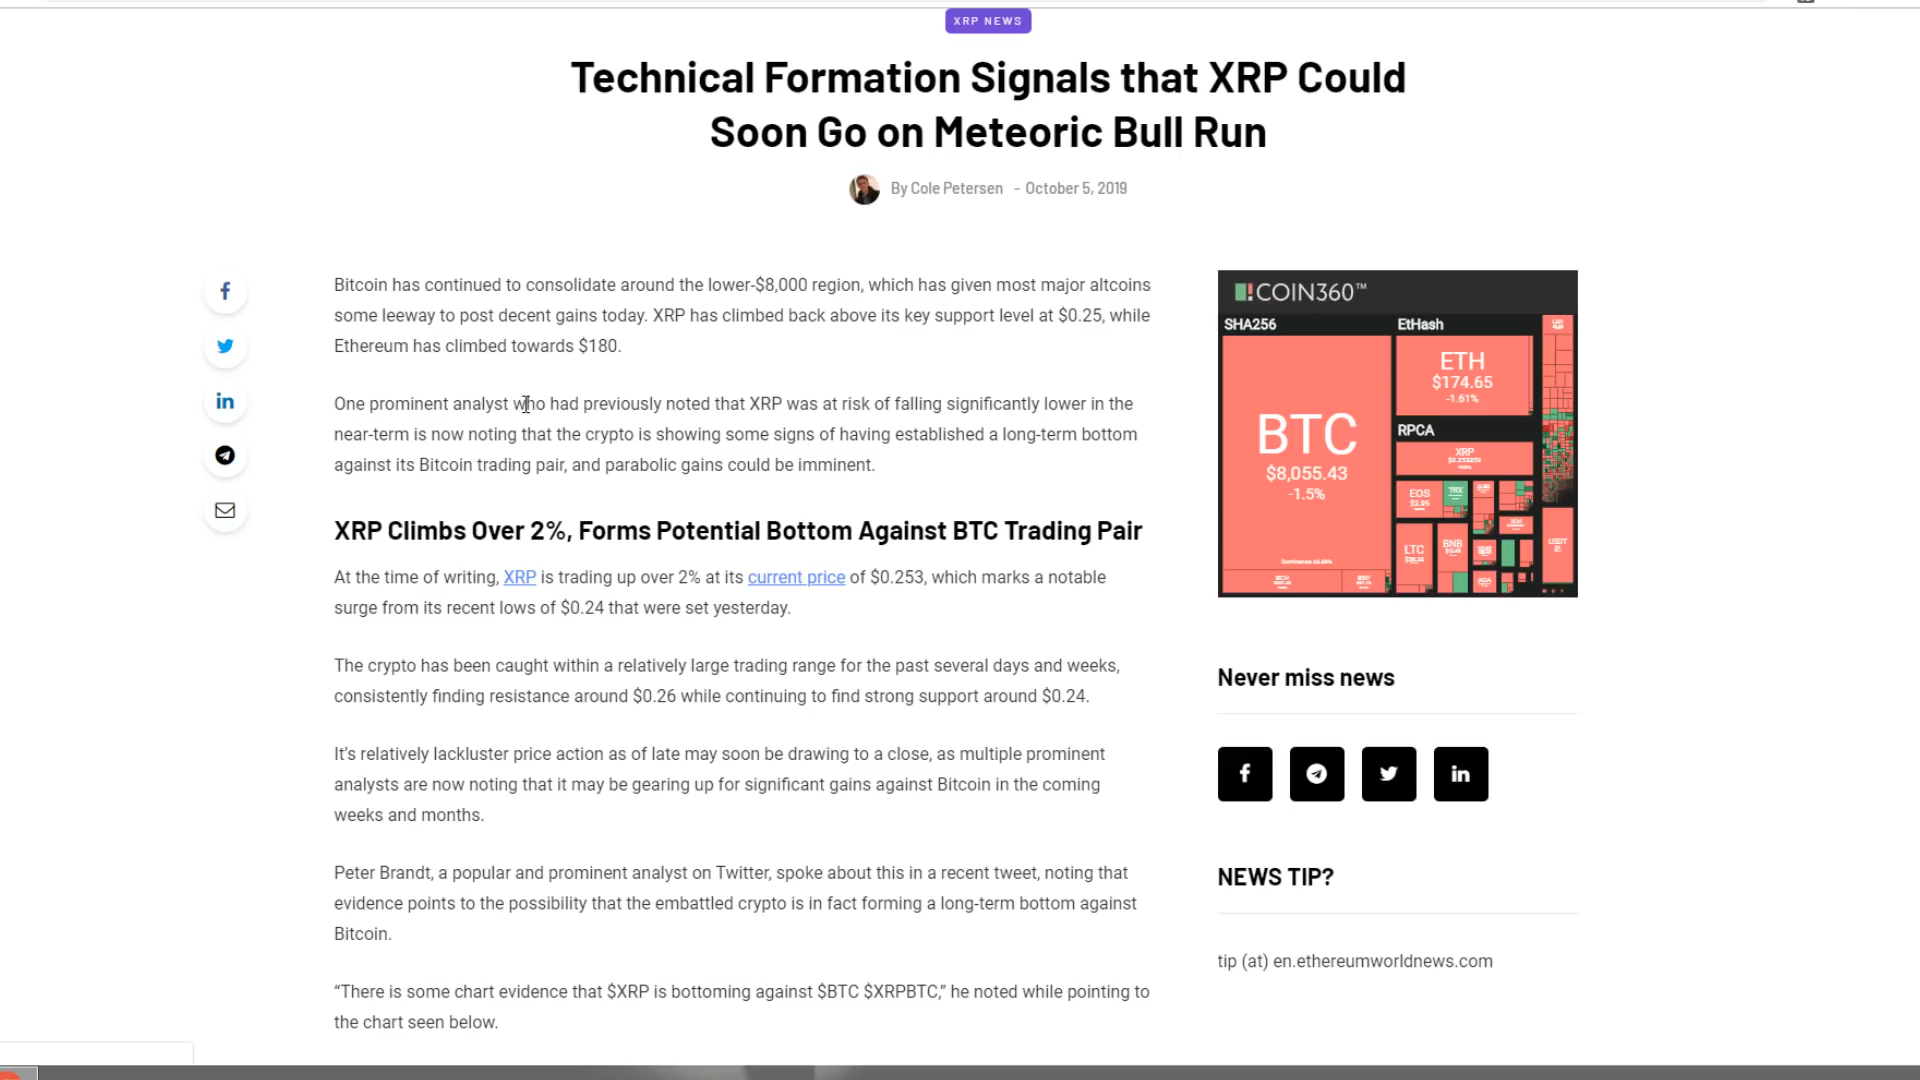 XRP NEWS
Technical Formation Signals that XRP Could
Soon Go on Meteoric Bull Run
By Cole Petersen - October 5, 2019
Bitcoin has continued to consolidate around the lower-$8,000 region, which has given most major altcoins
some leeway to post decent gains today. XRP has climbed back above its key support level at $0.25, while
Ethereum has climbed towards $180.
One prominent analyst who had previously noted that XRP was at risk of falling significantly lower in the
near-term is now noting that the crypto is showing some signs of having established a long-term bottom
against its Bitcoin trading pair, and parabolic gains could be imminent.
XRP Climbs Over 2%, Forms Potential Bottom Against BTC Trading Pair
At the time of writing, XRP is trading up over 2% at its current price of $0.253, which marks a notable
surge from its recent lows of $0.24 that were set yesterday.
The crypto has been caught within a relatively large trading range for the past several days and weeks,
consistently finding resistance around $0.26 while continuing to find strong support around $0.24.
It's relatively lackluster price action as of late may soon be drawing to a close, as multiple prominent
analysts are now noting that it may be gearing up for significant gains against Bitcoin in the coming
weeks and months.
Peter Brandt, a popular and prominent analyst on Twitter, spoke about this in a recent tweet, noting that
evidence points to the possibility that the embattled crypto is in fact forming a long-term bottom against
Bitcoin.
“There is some chart evidence that $XRP is bottoming against $BTC $XRPBTC,” he noted while pointing to
the chart seen below.
COIN360™
SHA256
EtHash
BTC
$8,055.43
-1.5%
ETH
$174.65
-1.61%
RPCA
XRP
EOS
$2.95
TRX
LTC
BNB
ADA
USDT
BCH
BSV
Never miss news
NEWS TIP?
tip (at) en.ethereumworldnews.com